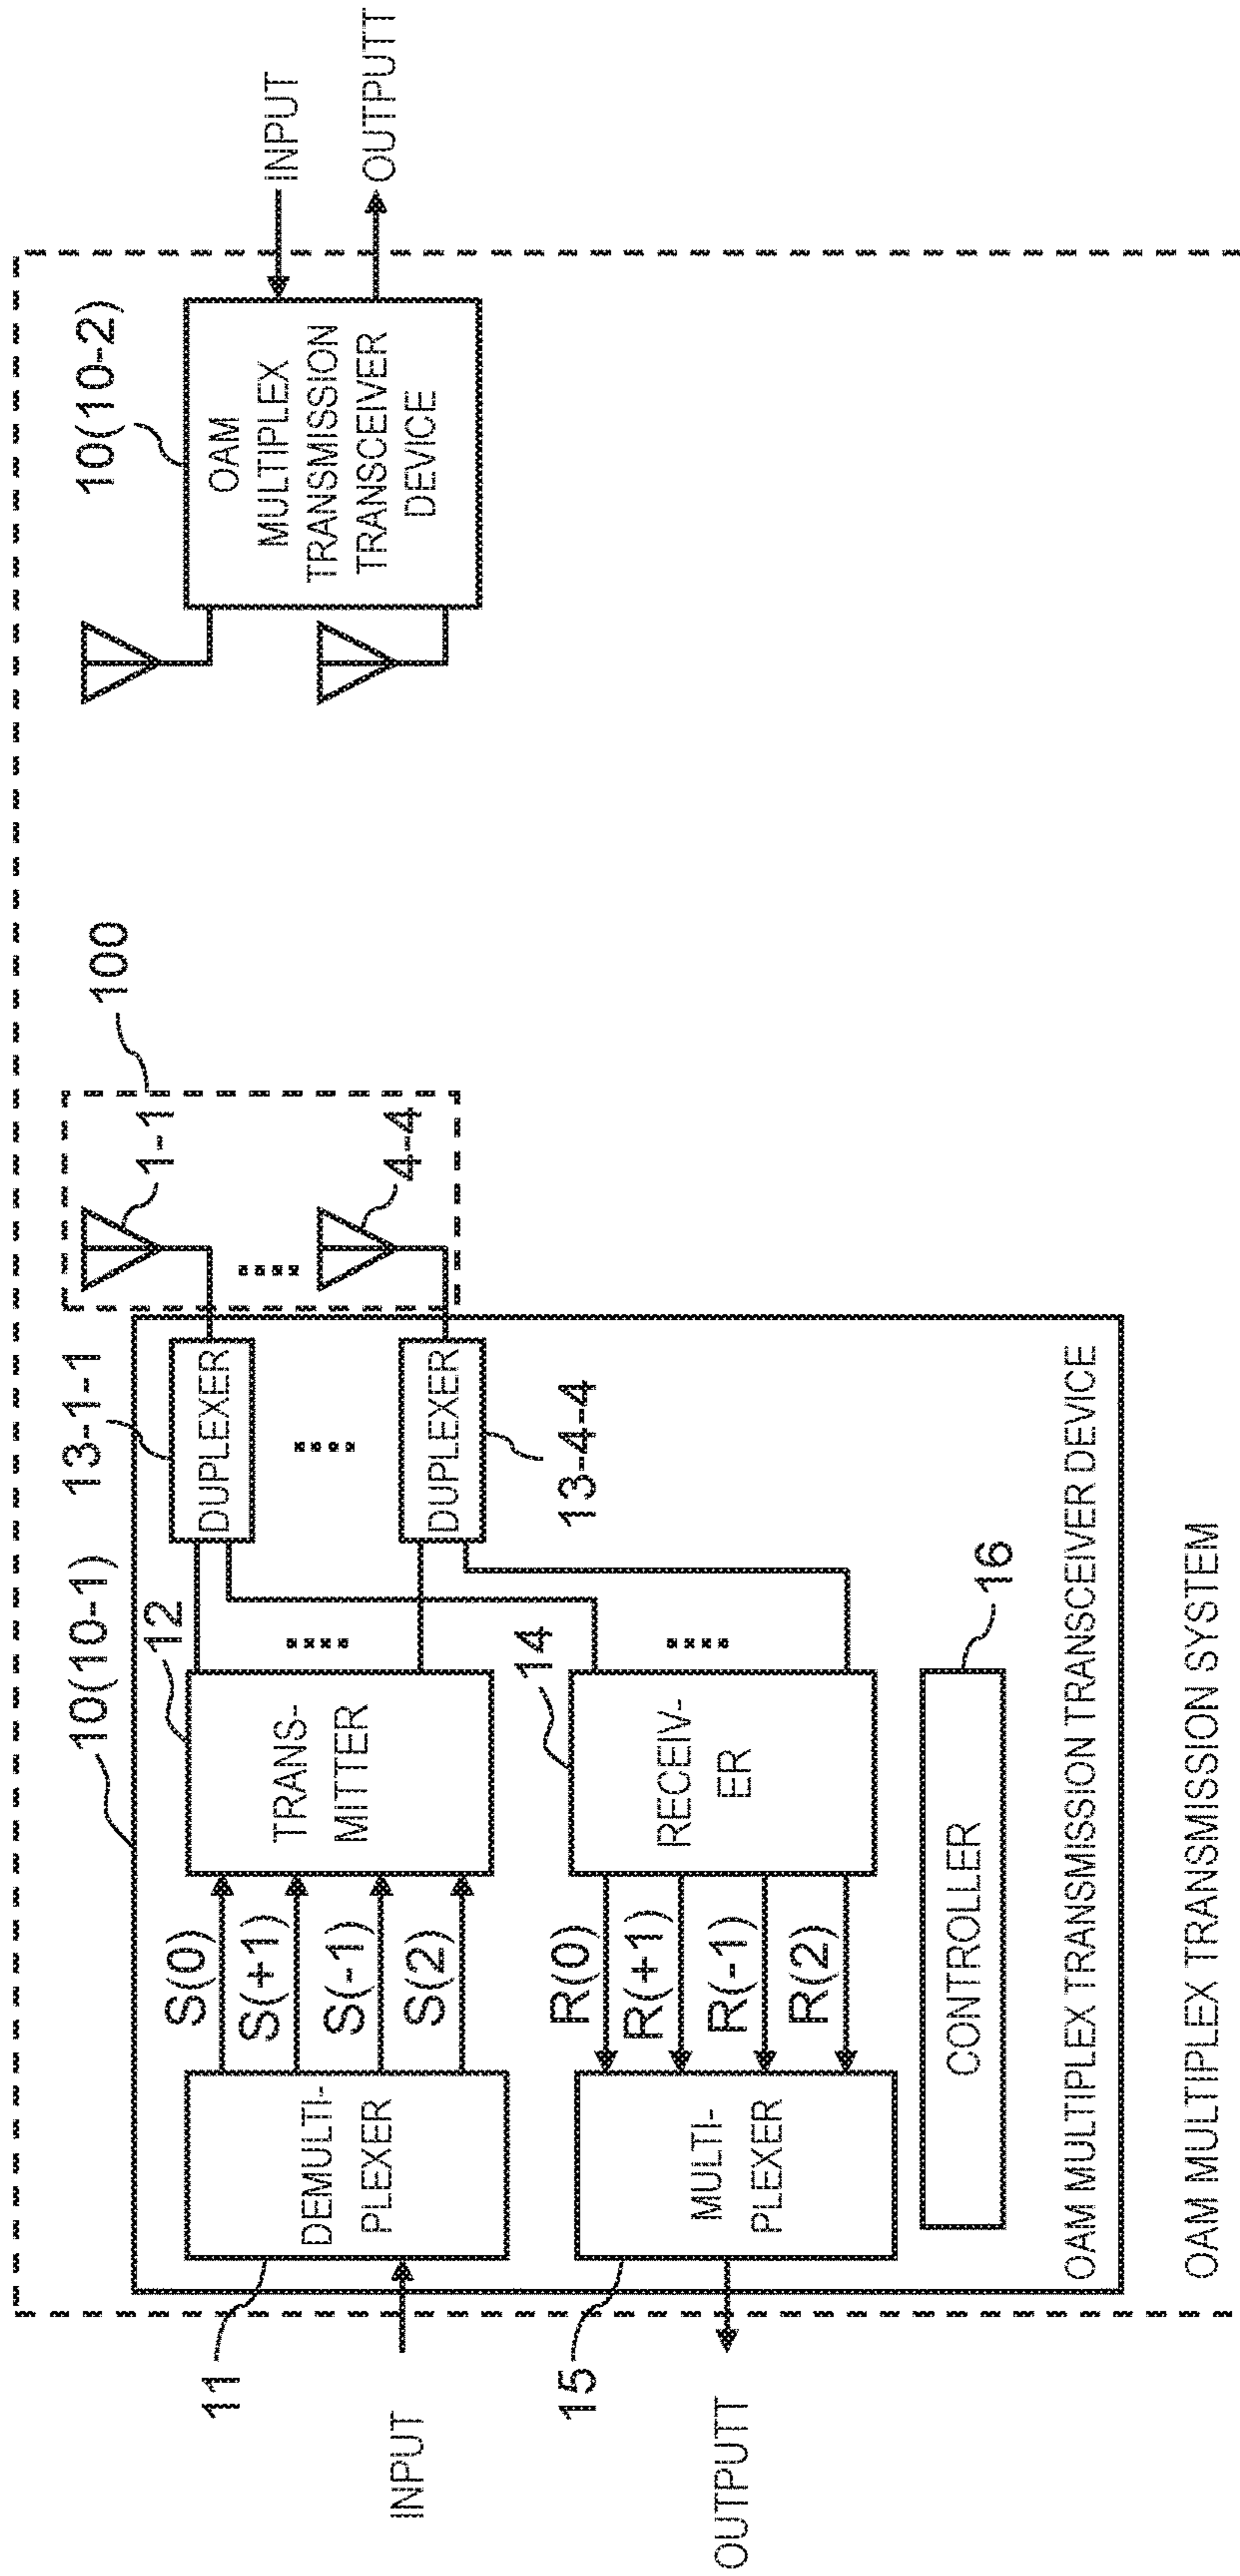 10(10-1)
13-1-1
100
10(10-2)
12
1-1
11
DEMULTI-
PLEXER
S(0)
S(+1)
S(-1)
S(2)
TRANS-
MITTER
DUPLEXER
OAM
MULTIPLEX
TRANSMISSION
TRANSCEIVER
DEVICE
INPUT
OUTPUTT
INPUT
4-4
DUPLEXER
13-4-4
14
15
MULTI-
PLEXER
R(0)
R(+1)
R(-1)
R(2)
RECEIV-
ER
OUTPUTT
16
CONTROLLER
OAM MULTIPLEX TRANSMISSION TRANSCEIVER DEVICE
OAM MULTIPLEX TRANSMISSION SYSTEM